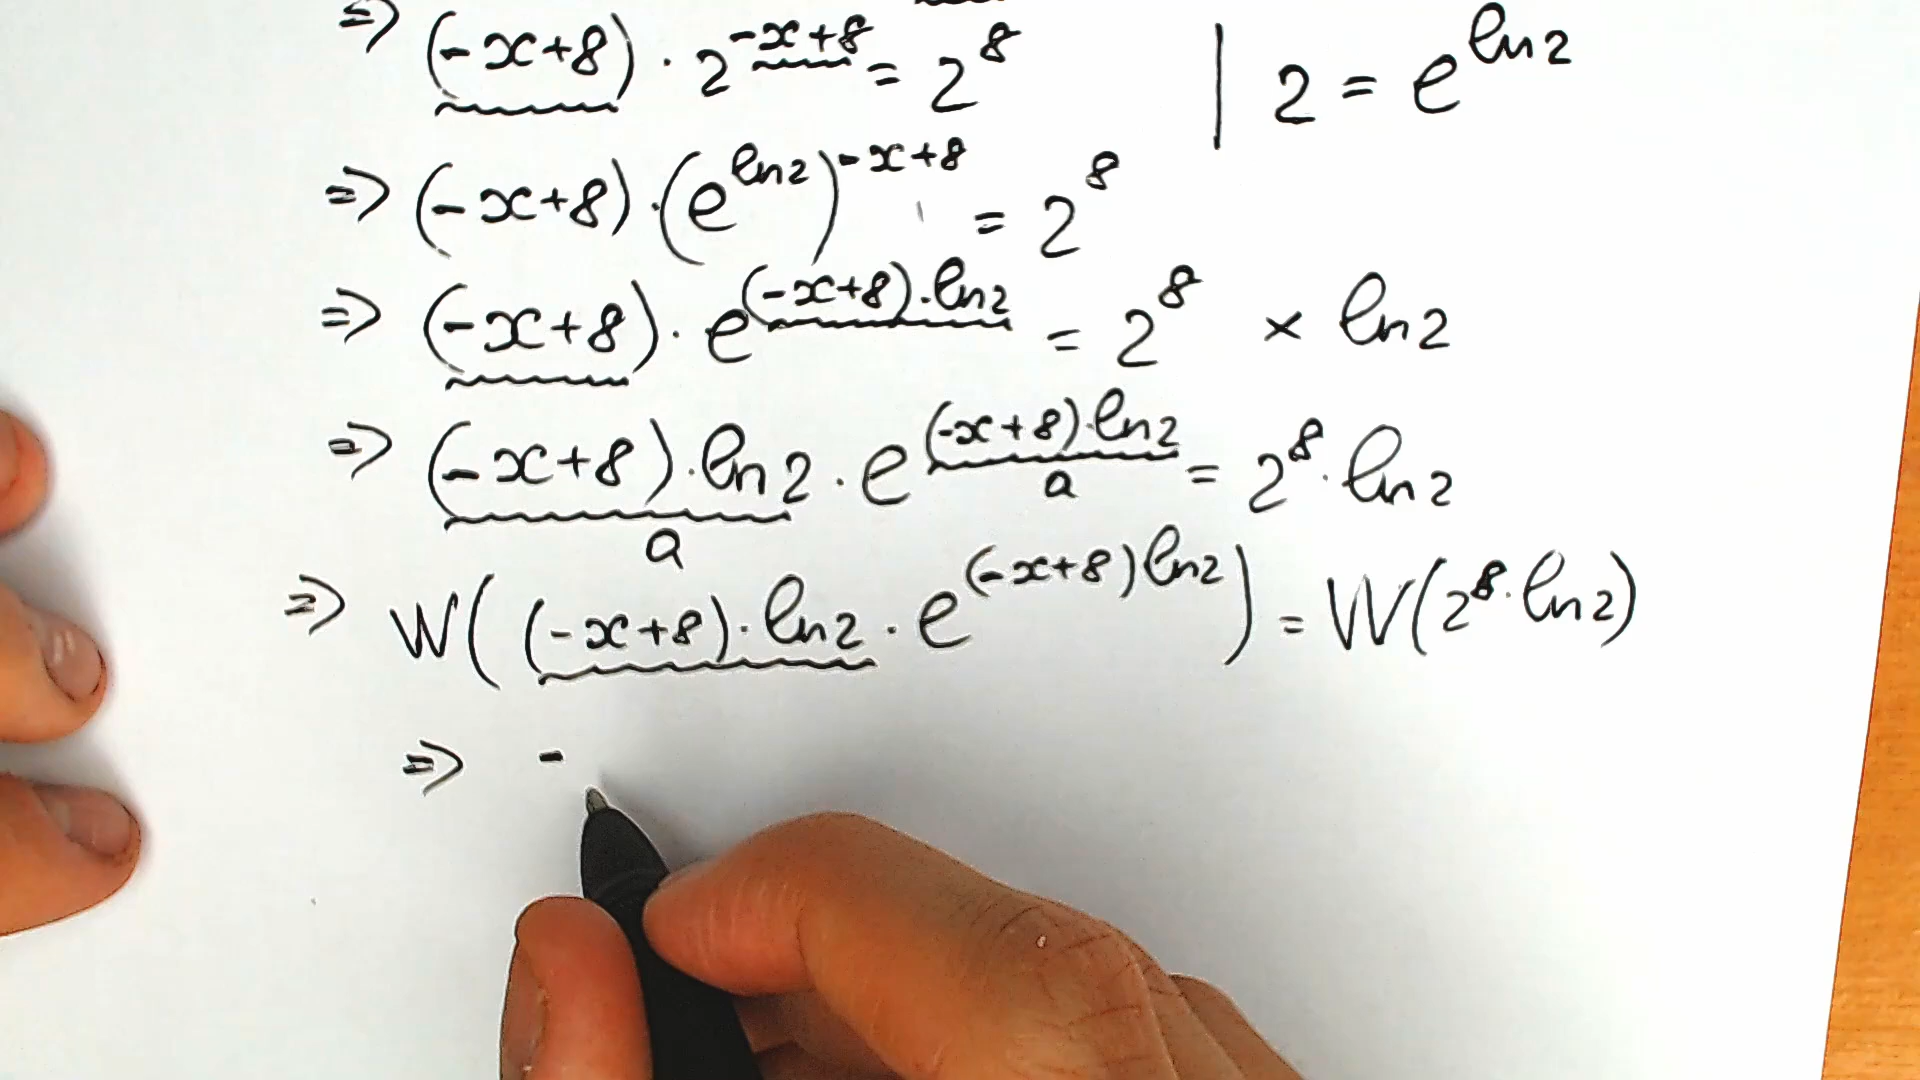 ⇒ (-x+8) · 2^(-x+8) = 2^8 | 2 = e^(ln2)
⇒ (-x+8) · (e^(ln2))^(-x+8) = 2^8
⇒ (-x+8) · e^((-x+8)·ln2) = 2^8 × ln2
⇒ (-x+8) · ln2 · e^((-x+8)·ln2) = 2^8 · ln2
a a
⇒ W((-x+8) · ln2 · e^((-x+8)ln2)) = W(2^8 · ln2)
⇒ -